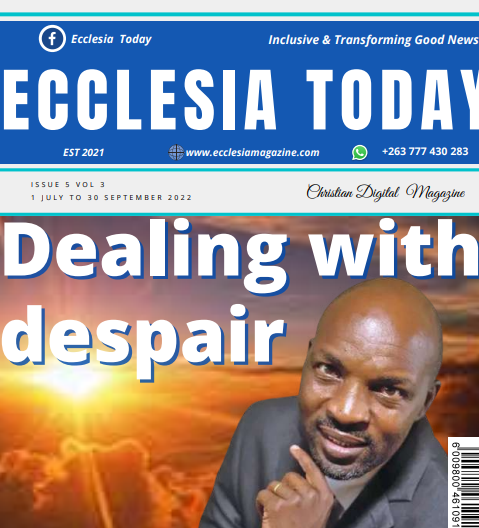 Ecclesia Today
Inclusive & Transforming Good News
ECCLESIA TODAY
EST 2021
www.ecclesiamagazine.com
+263 777 430 283
ISSUE 5 VOL 3
1 JULY TO 30 SEPTEMBER 2022
Christian Digital Magazine
Dealing with
despair
6009800461091